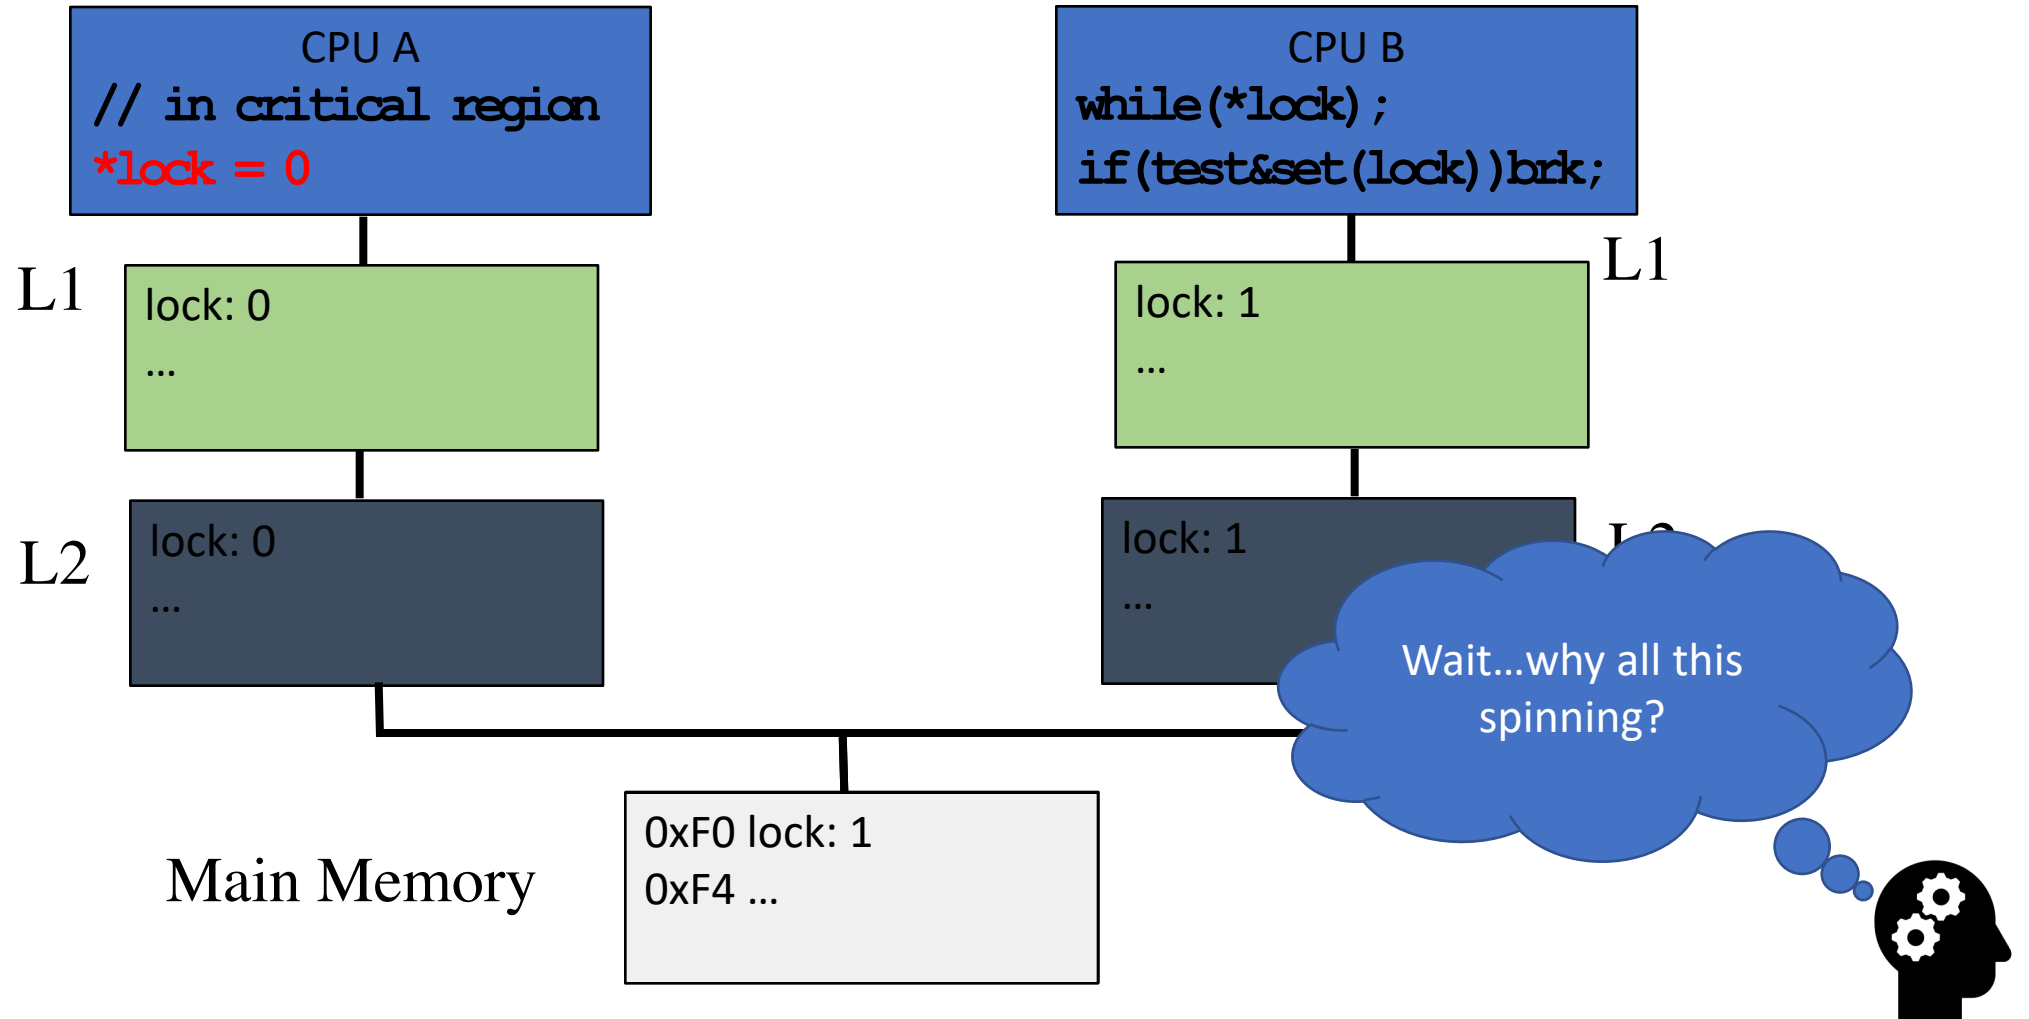 CPU A
// in critical region
*lock = 0
CPU B
while(*lock);
if(test&set(lock))brk;
L1
lock: 0
…
lock: 1
…
L1
L2
lock: 0
…
lock: 1
…
Wait…why all this
spinning?
Main Memory
0xF0 lock: 1
0xF4 …